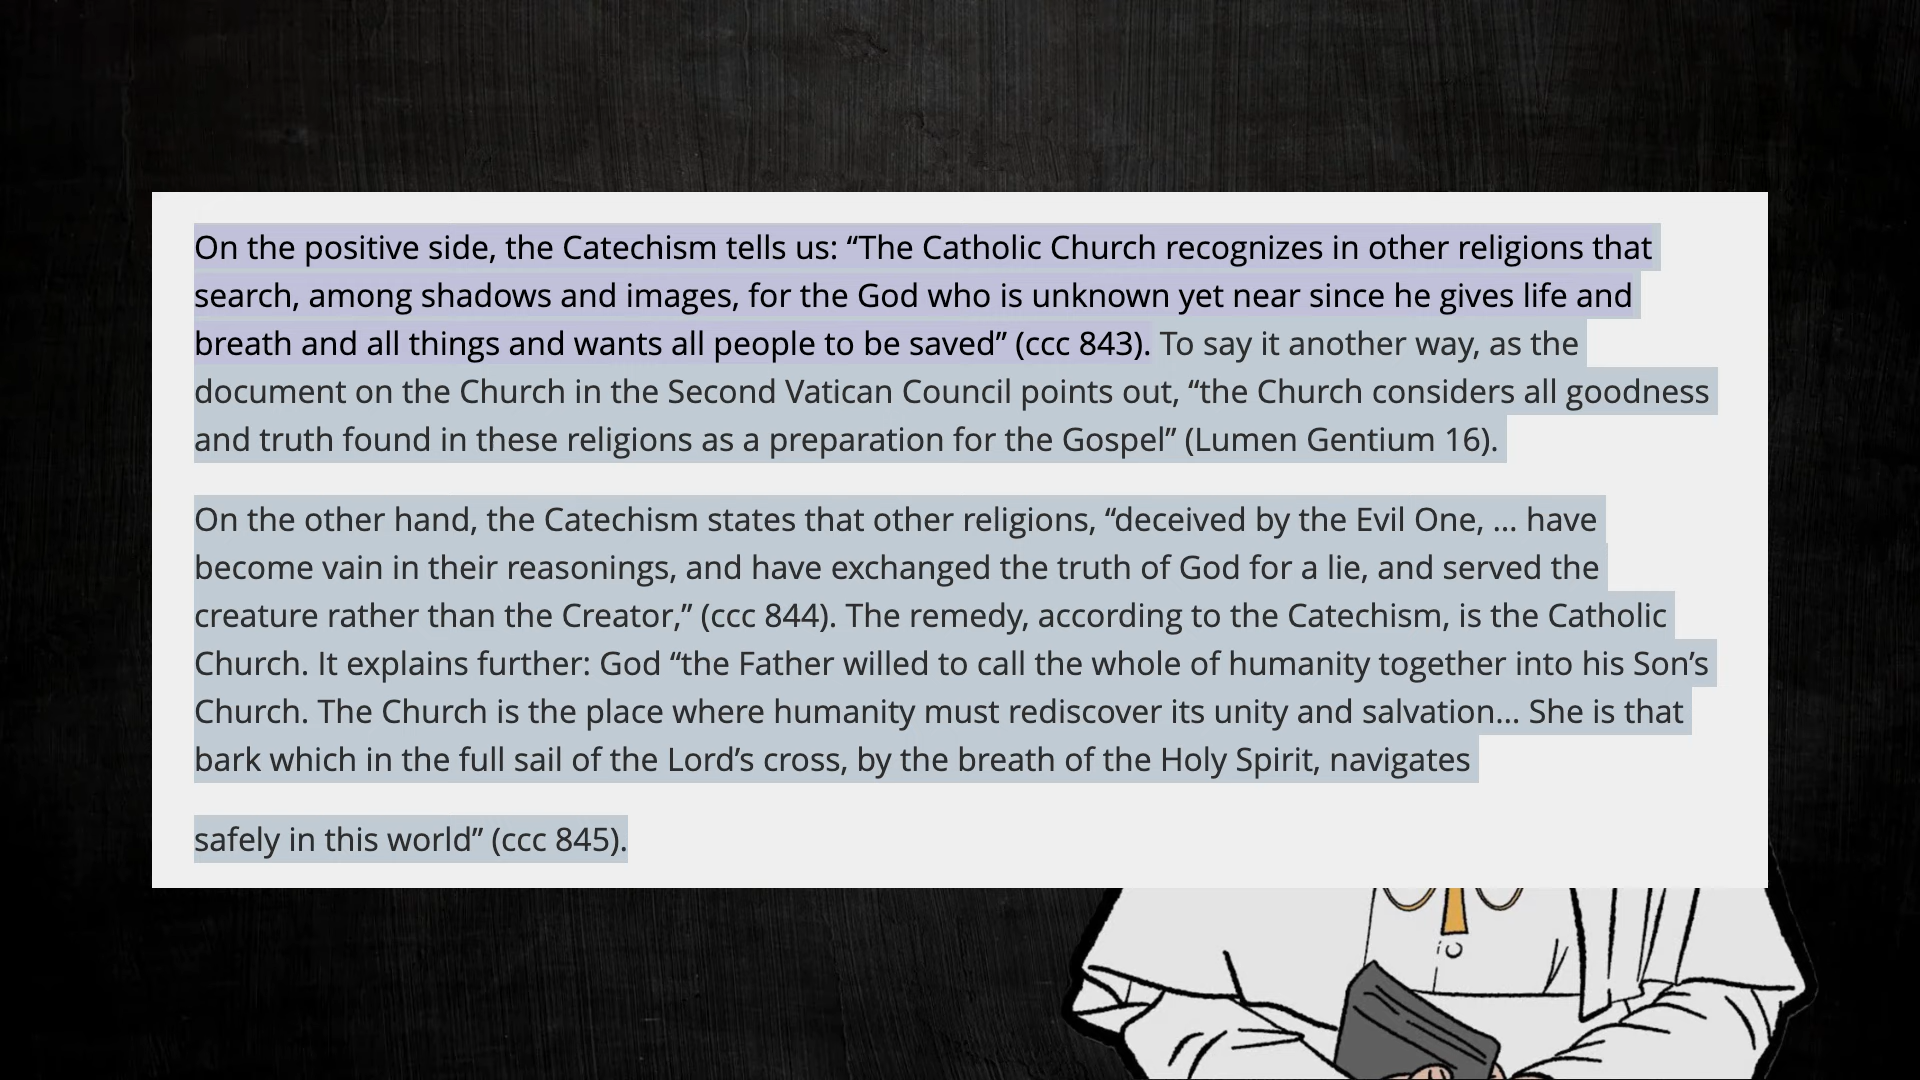 On the positive side, the Catechism tells us: “The Catholic Church recognizes in other religions that
search, among shadows and images, for the God who is unknown yet near since he gives life and
breath and all things and wants all people to be saved” (ccc 843). To say it another way, as the
document on the Church in the Second Vatican Council points out, “the Church considers all goodness
and truth found in these religions as a preparation for the Gospel” (Lumen Gentium 16).
On the other hand, the Catechism states that other religions, “deceived by the Evil One, ... have
become vain in their reasonings, and have exchanged the truth of God for a lie, and served the
creature rather than the Creator,” (ccc 844). The remedy, according to the Catechism, is the Catholic
Church. It explains further: God “the Father willed to call the whole of humanity together into his Son’s
Church. The Church is the place where humanity must rediscover its unity and salvation... She is that
bark which in the full sail of the Lord’s cross, by the breath of the Holy Spirit, navigates
safely in this world” (ccc 845).